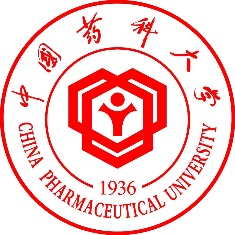 中国药科大学
1936
CHINA PHARMACEUTICAL UNIVERSITY